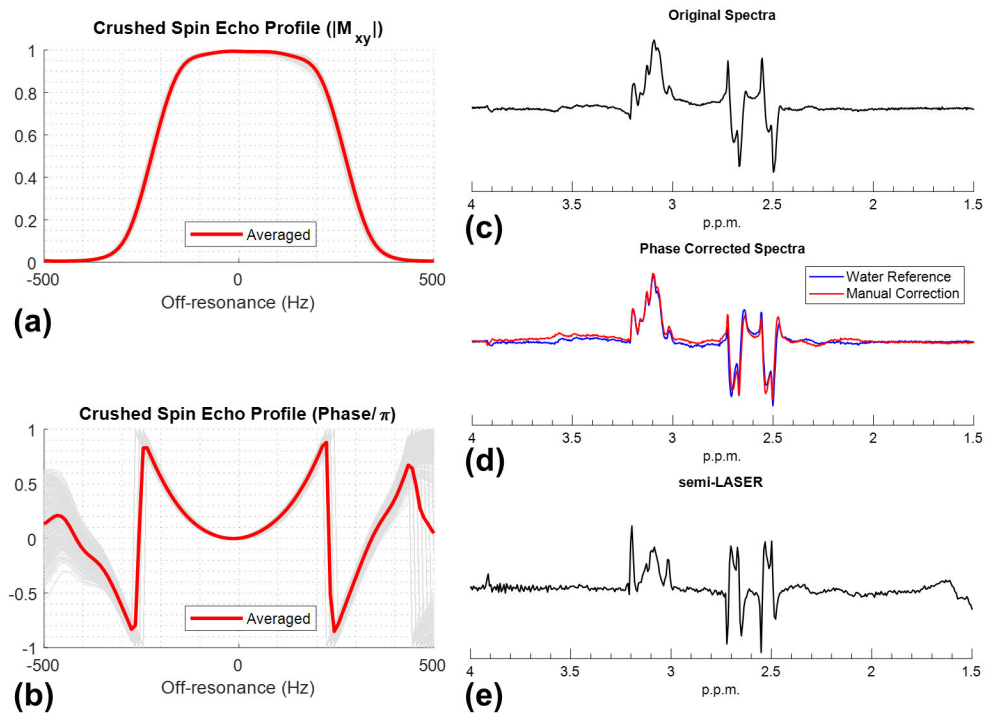 Crushed Spin Echo Profile (|M xy|)
1
0.8
0.6
0.4
0.2
0
Averaged
-500
0
500
Off-resonance (Hz)
(a)
Crushed Spin Echo Profile (Phase/π)
1
0.5
0
-0.5
-1
Averaged
-500
0
500
Off-resonance (Hz)
(b)
Original Spectra
4 3.5 3 2.5 2 1.5
p.p.m.
(c)
Phase Corrected Spectra
Water Reference
Manual Correction
4 3.5 3 2.5 2 1.5
p.p.m.
(d)
semi-LASER
4 3.5 3 2.5 2 1.5
p.p.m.
(e)